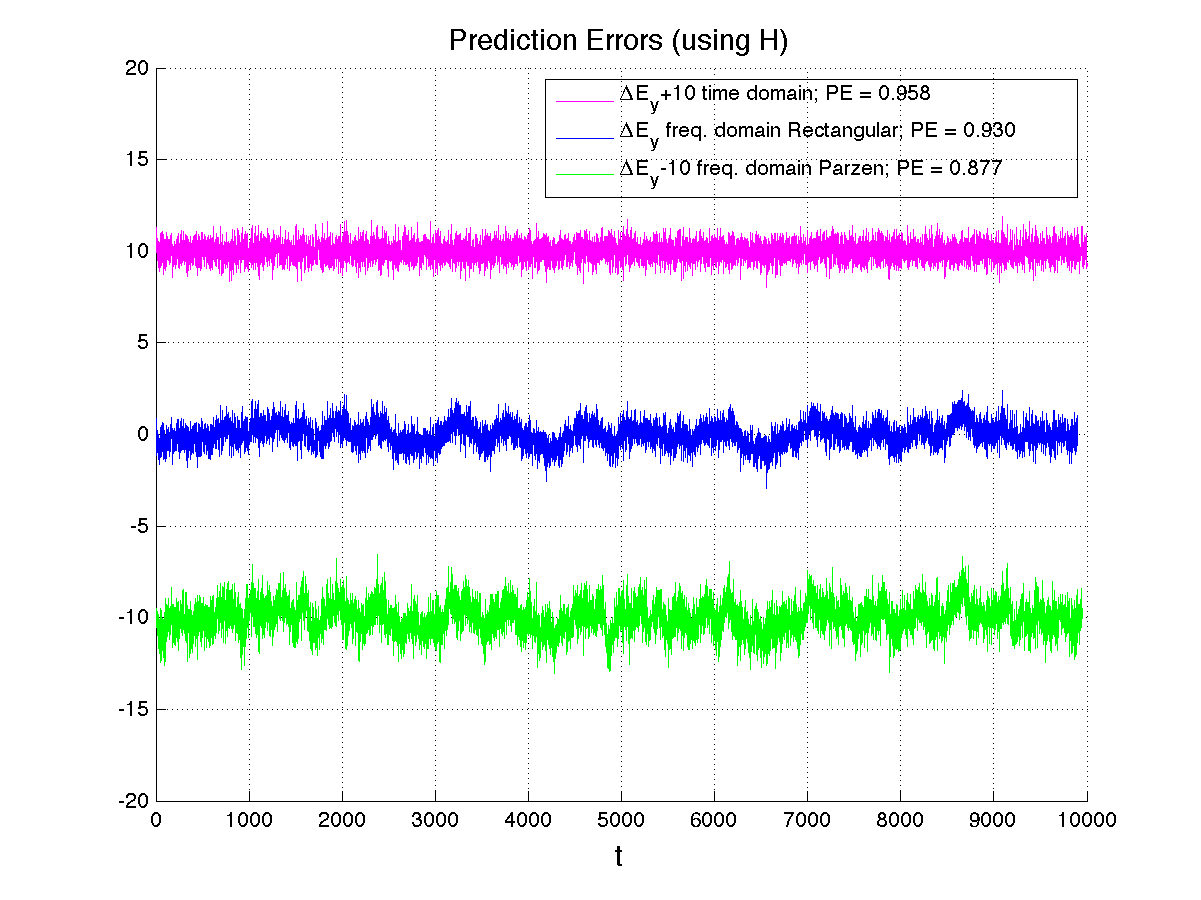 Prediction Errors (using H)
20
15
10
5
0
-5
-10
-15
-20
ΔE_y+10 time domain; PE = 0.958
ΔE_y freq. domain Rectangular; PE = 0.930
ΔE_y-10 freq. domain Parzen; PE = 0.877
0 1000 2000 3000 4000 5000 6000 7000 8000 9000 10000
t